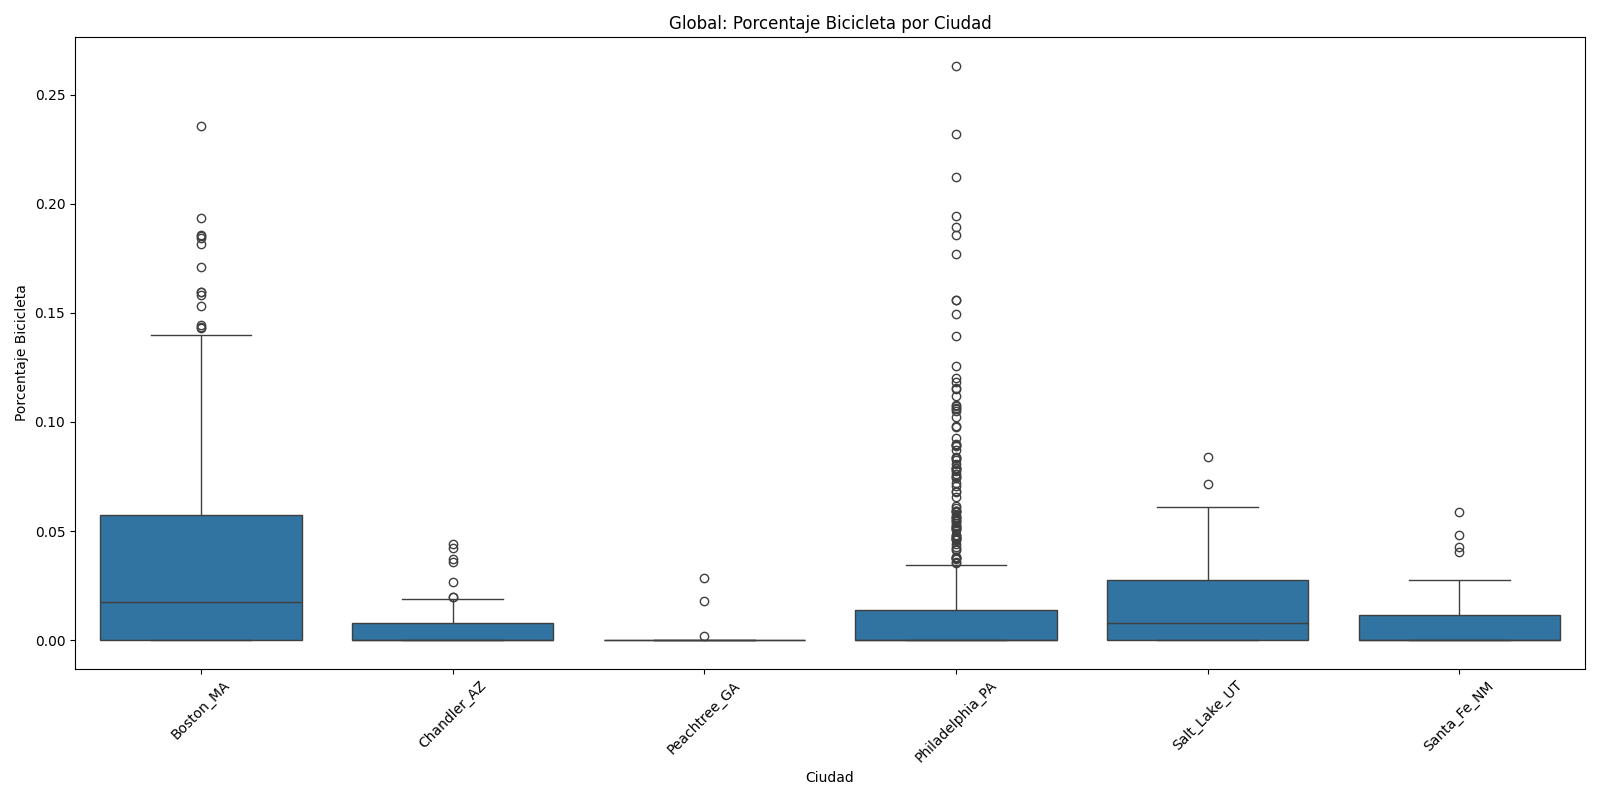 Global: Porcentaje Bicicleta por Ciudad
Porcentaje Bicicleta
0.25
0.20
0.15
0.10
0.05
0.00
Boston_MA
Chandler_AZ
Peachtree_GA
Philadelphia_PA
Salt_Lake_UT
Santa_Fe_NM
Ciudad